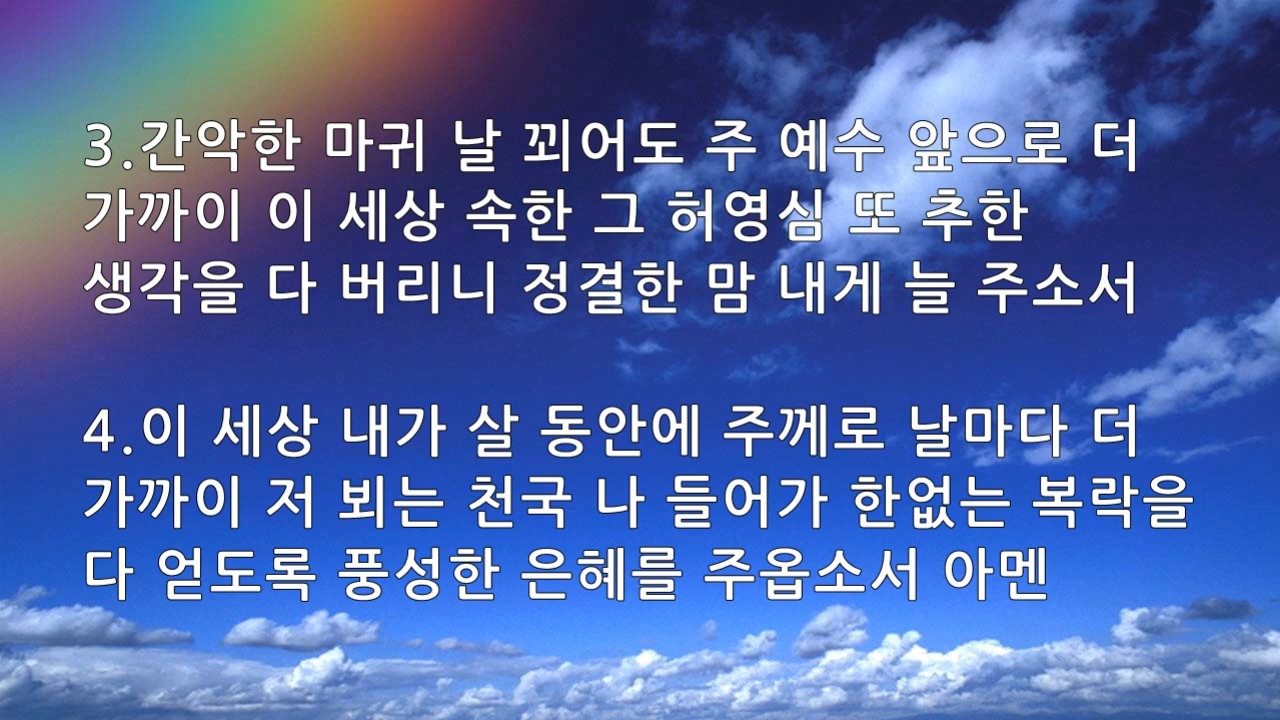 3.간악한 마귀 날 꾀어도 주 예수 앞으로 더
가까이 이 세상 속한 그 허영심 또 추한
생각을 다 버리니 정결한 맘 내게 늘 주소서
4.이 세상 내가 살 동안에 주께로 날마다 더
가까이 저 뵈는 천국 나 들어가 한없는 복락을
다 얻도록 풍성한 은혜를 주옵소서 아멘